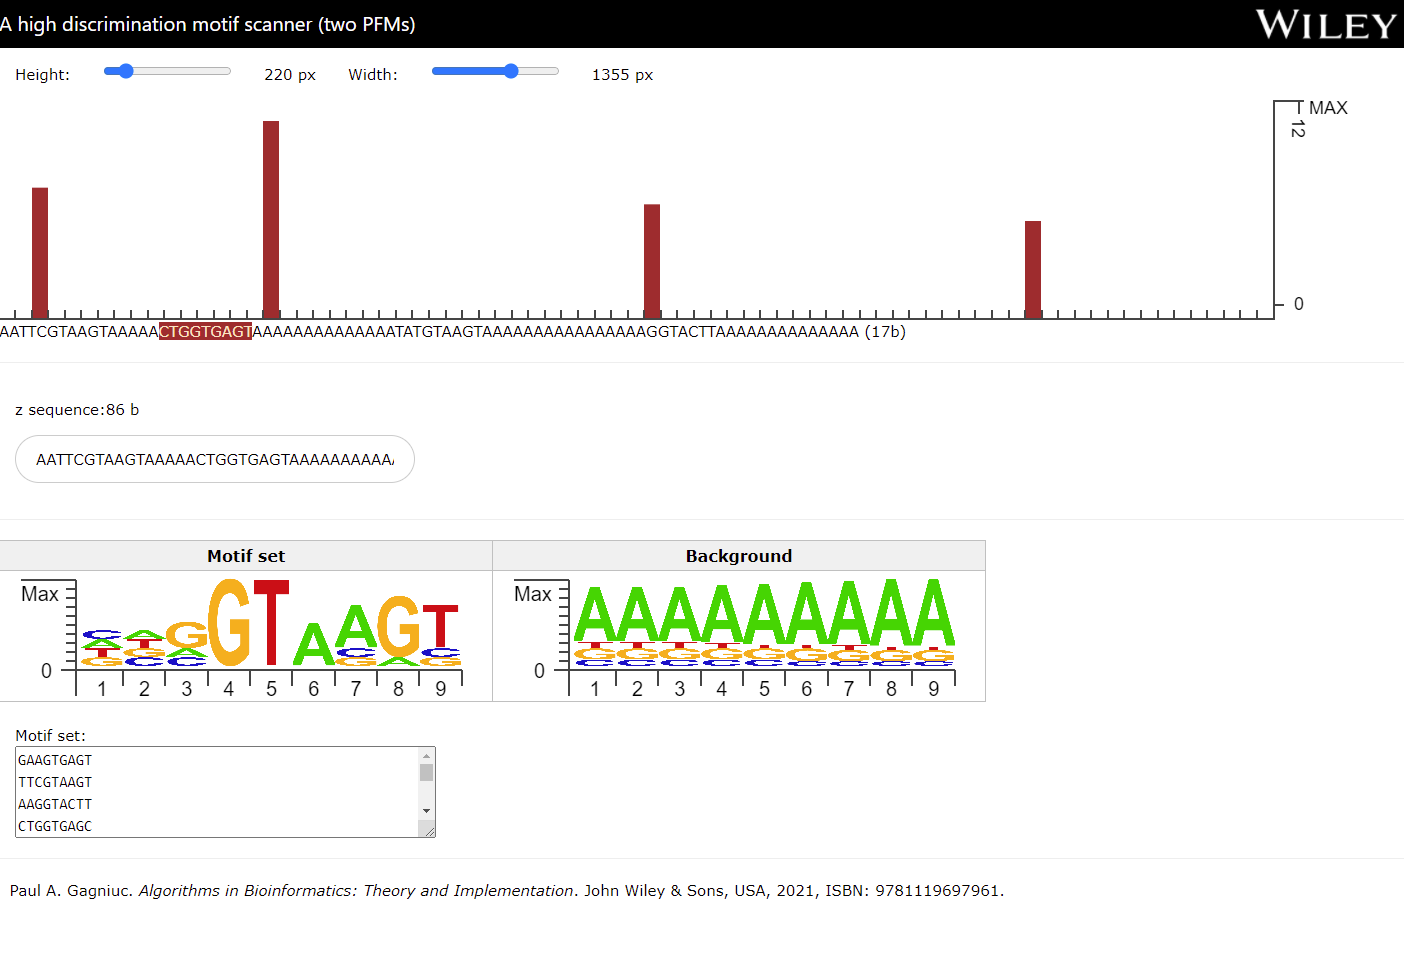 A high discrimination motif scanner (two PFMs)
WILEY
Height: 220 px Width: 1355 px
MAX
12
0
AATTCGTAAGTAAAAACTGGTGAGTAAAAAAAAAAAAAATATGTAAGTAAAAAAAAAAAAAAAAGGTACTTAAAAAAAAAAAAAA (17b)
z sequence:86 b
AATTCGTAAGTAAAAACTGGTGAGTAAAAAAAAAA
Motif set Background
Max
0
1 2 3 4 5 6 7 8 9
Max
0
1 2 3 4 5 6 7 8 9
Motif set:
GAAGTGAGT
TTCGTAAGT
AAGGTACTT
CTGGTGAGC
Paul A. Gagniuc. Algorithms in Bioinformatics: Theory and Implementation. John Wiley & Sons, USA, 2021, ISBN: 9781119697961.